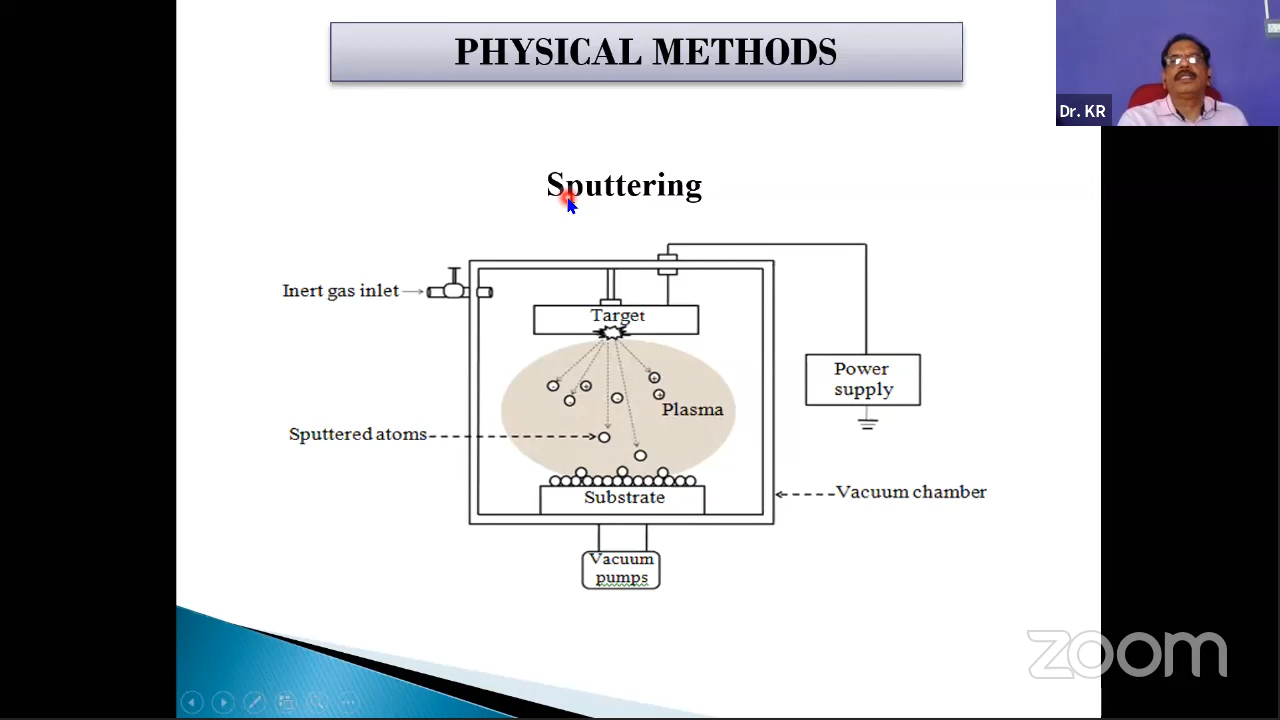 PHYSICAL METHODS
Dr. KR
Sputtering
Inert gas inlet
Target
Power
supply
Plasma
Sputtered atoms
Substrate
Vacuum chamber
Vacuum
pumps
zoom